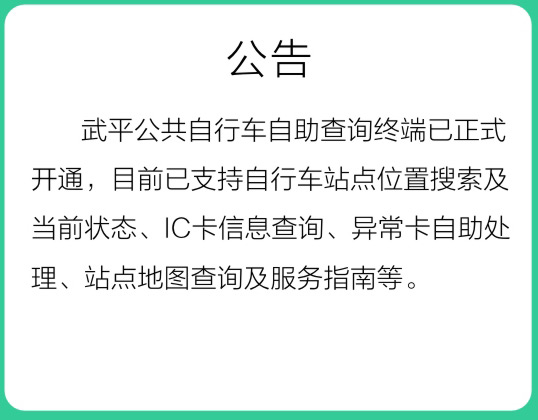 公告
武平公共自行车自助查询终端已正式
开通，目前已支持自行车站点位置搜索及
当前状态、IC卡信息查询、异常卡自助处
理、站点地图查询及服务指南等。